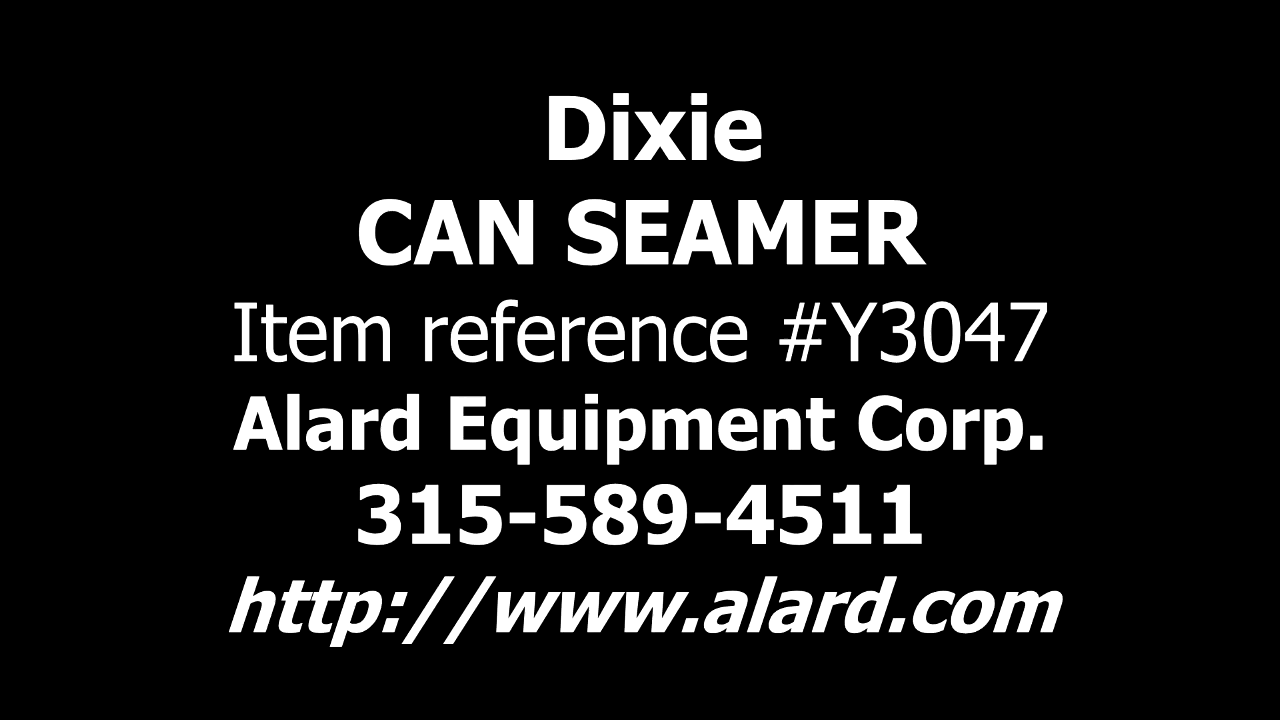 Dixie
CAN SEAMER
Item reference #Y3047
Alard Equipment Corp.
315-589-4511
http://www.alard.com